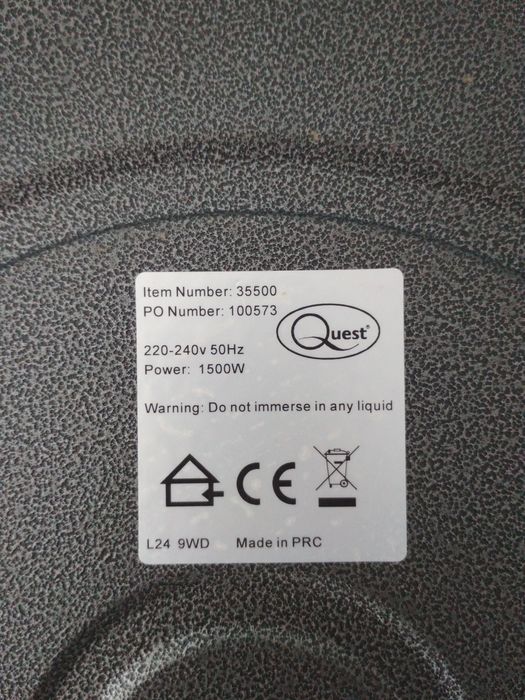 Item Number: 35500
PO Number: 100573
Quest®
220-240v 50Hz
Power: 1500W
Warning: Do not immerse in any liquid
CE
L24 9WD Made in PRC